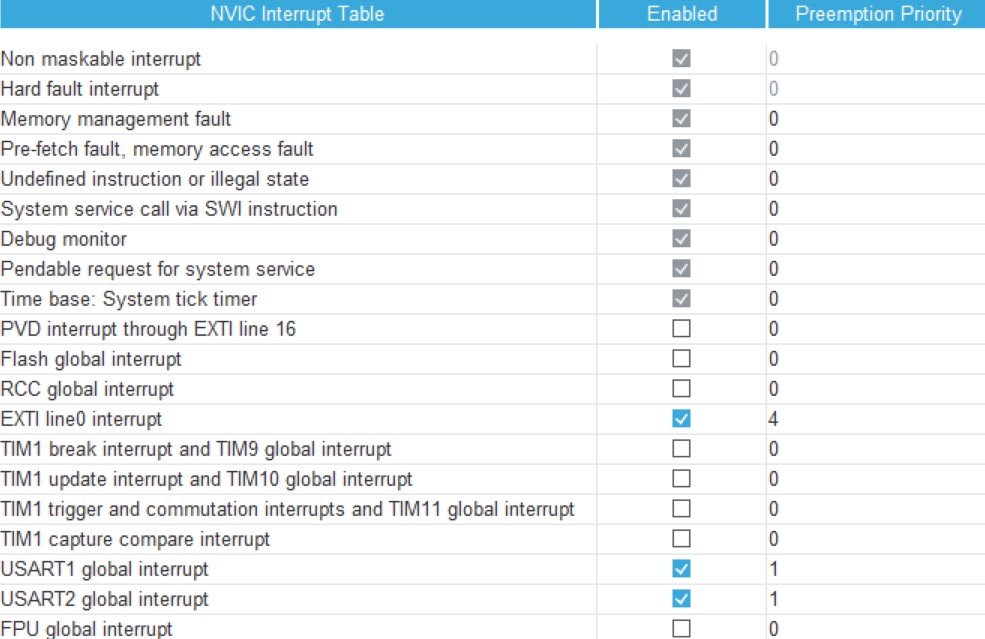 NVIC Interrupt Table Enabled Preemption Priority
Non maskable interrupt 0
Hard fault interrupt 0
Memory management fault 0
Pre-fetch fault, memory access fault 0
Undefined instruction or illegal state 0
System service call via SWI instruction 0
Debug monitor 0
Pendable request for system service 0
Time base: System tick timer 0
PVD interrupt through EXTI line 16 0
Flash global interrupt 0
RCC global interrupt 0
EXTI line0 interrupt 4
TIM1 break interrupt and TIM9 global interrupt 0
TIM1 update interrupt and TIM10 global interrupt 0
TIM1 trigger and commutation interrupts and TIM11 global interrupt 0
TIM1 capture compare interrupt 0
USART1 global interrupt 1
USART2 global interrupt 1
FPU global interrupt 0